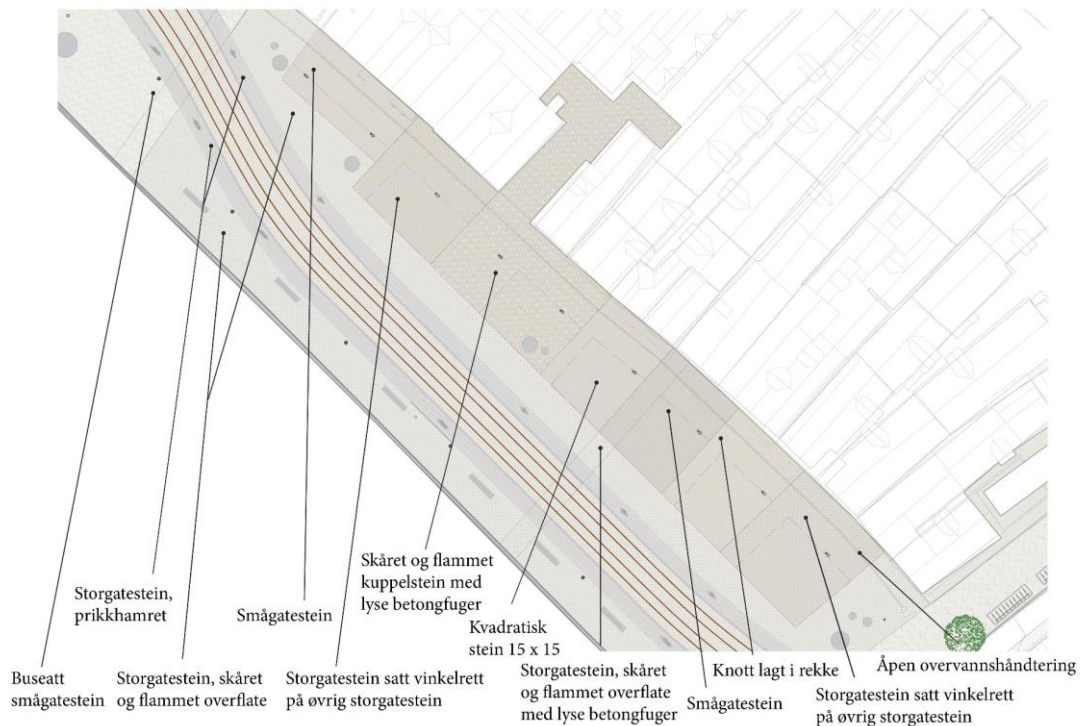 Buseatt
smågatestein
Storgatestein,
prikkhamret
Storgatestein, skåret
og flammet overflate
Smågatestein
Storgatestein satt vinkelrett
på øvrig storgatestein
Skåret og flammet
kuppelstein med
lyse betongfuger
Kvadratisk
stein 15 x 15
Storgatestein, skåret
og flammet overflate
med lyse betongfuger
Smågatestein
Knott lagt i rekke
Storgatestein satt vinkelrett
på øvrig storgatestein
Åpen overvannshåndtering